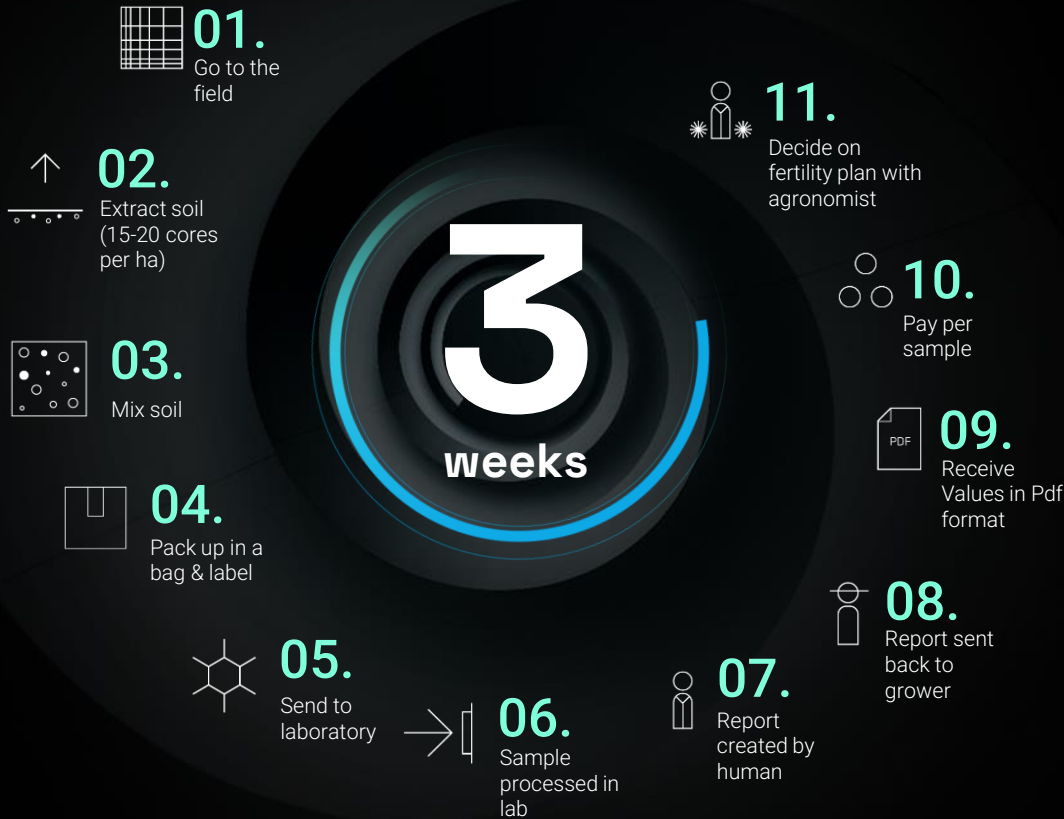 01.
Go to the
field
02.
Extract soil
(15-20 cores
per ha)
03.
Mix soil
04.
Pack up in a
bag & label
05.
Send to
laboratory
06.
Sample
processed in
lab
07.
Report
created by
human
08.
Report sent
back to
grower
PDF
09.
Receive
Values in Pdf
format
10.
Pay per
sample
11.
Decide on
fertility plan with
agronomist
3
weeks